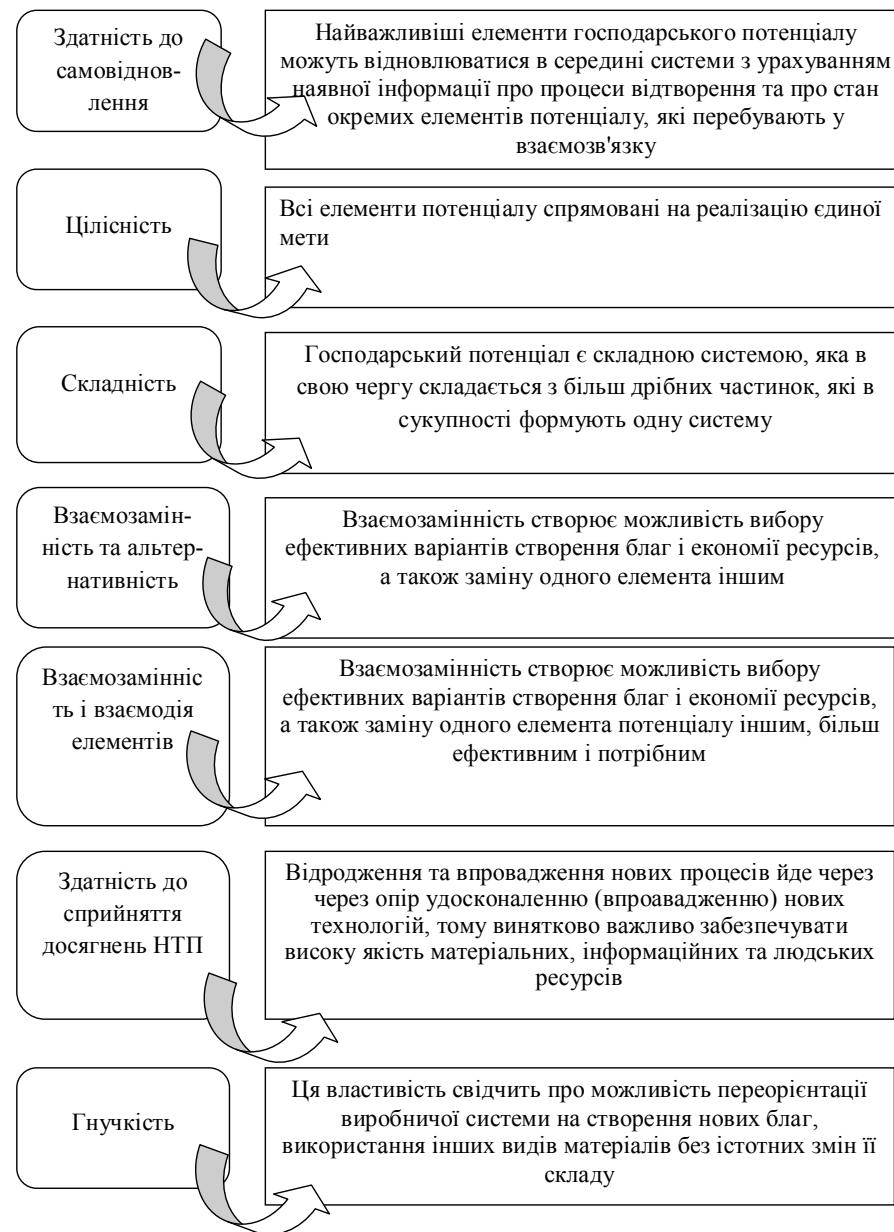 Здатність до
самовіднов-
лення
Найважливіші елементи господарського потенціалу
можуть відновлюватися в середині системи з урахуванням
наявної інформації про процеси відтворення та про стан
окремих елементів потенціалу, які перебувають у
взаємозв'язку
Цілісність
Всі елементи потенціалу спрямовані на реалізацію єдиної
мети
Складність
Господарський потенціал є складною системою, яка в
свою чергу складається з більш дрібних частинок, які в
сукупності формують одну систему
Взаємозамін-
ність та альтер-
нативність
Взаємозамінність створює можливість вибору
ефективних варіантів створення благ і економії ресурсів,
а також заміну одного елемента іншим
Взаємозамінніс
ть і взаємодія
елементів
Взаємозамінність створює можливість вибору
ефективних варіантів створення благ і економії ресурсів,
а також заміну одного елемента потенціалу іншим, більш
ефективним і потрібним
Здатність до
сприйняття
досягнень НТП
Відродження та впровадження нових процесів йде через
через опір удосконаленню (впроавадженню) нових
технологій, тому винятково важливо забезпечувати
високу якість матеріальних, інформаційних та людських
ресурсів
Гнучкість
Ця властивість свідчить про можливість переорієнтації
виробничої системи на створення нових благ,
використання інших видів матеріалів без істотних змін її
складу